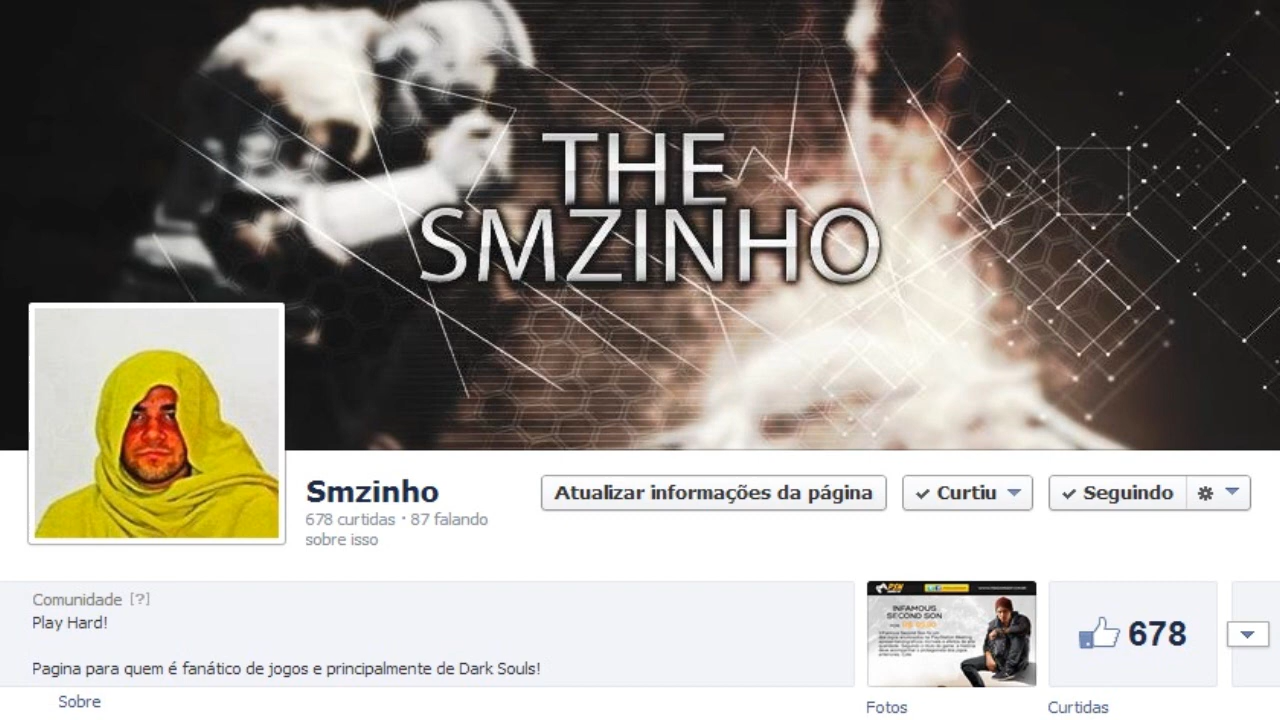 THE
SMZINHO
Smzinho
Atualizar informações da página
Curtiu
Seguindo
678 curtidas · 87 falando
sobre isso
Comunidade [?]
Play Hard!
Pagina para quem é fanático de jogos e principalmente de Dark Souls!
Sobre
INFAMOUS
SECOND SON
678
Fotos
Curtidas